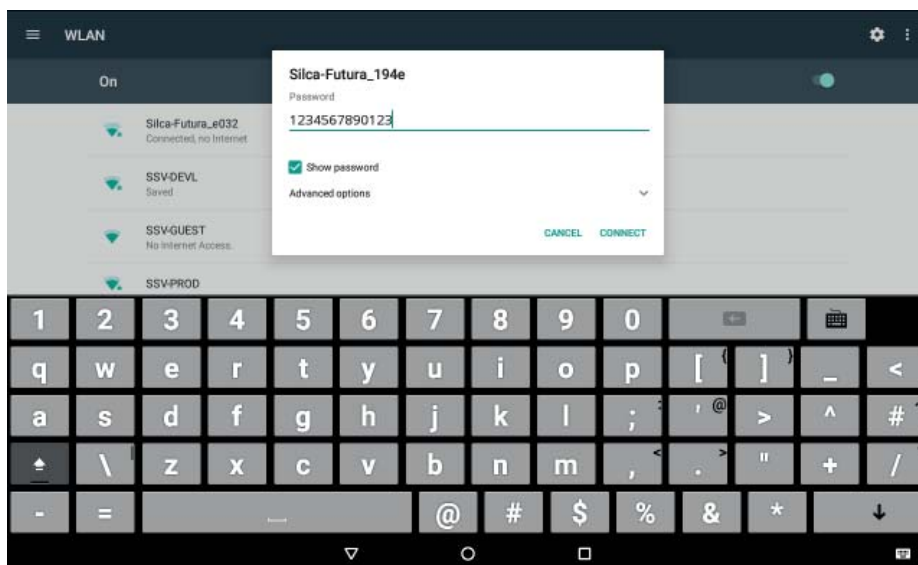 WLAN
On
Silca-Futura_194e
Password
1234567890123
Show password
Advanced options
CANCEL CONNECT
Silca-Futura_e032
Connected, no Internet
SSV-DEVL
Saved
SSV-GUEST
No Internet Access.
SSV-PROD
1 2 3 4 5 6 7 8 9 0
q w e r t y u i o p [ { ] } _ <
a s d f g h j k l ; : ' @ > ^ #
\ | z x c v b n m , < . > " + /
- = @ # $ % & *